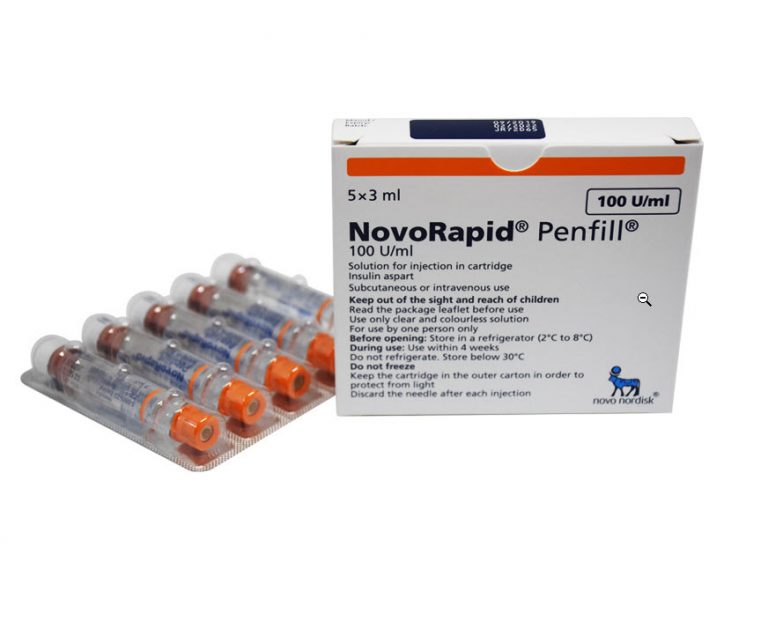 5×3 ml
100 U/ml
NovoRapid® Penfill®
100 U/ml
Solution for injection in cartridge
Insulin aspart
Subcutaneous or intravenous use
Keep out of the sight and reach of children
Read the package leaflet before use
Use only clear and colourless solution
For use by one person only
Before opening: Store in a refrigerator (2°C to 8°C)
During use: Use within 4 weeks
Do not refrigerate. Store below 30°C
Do not freeze
Keep the cartridge in the outer carton in order to
protect from light
Discard the needle after each injection
novo nordisk®